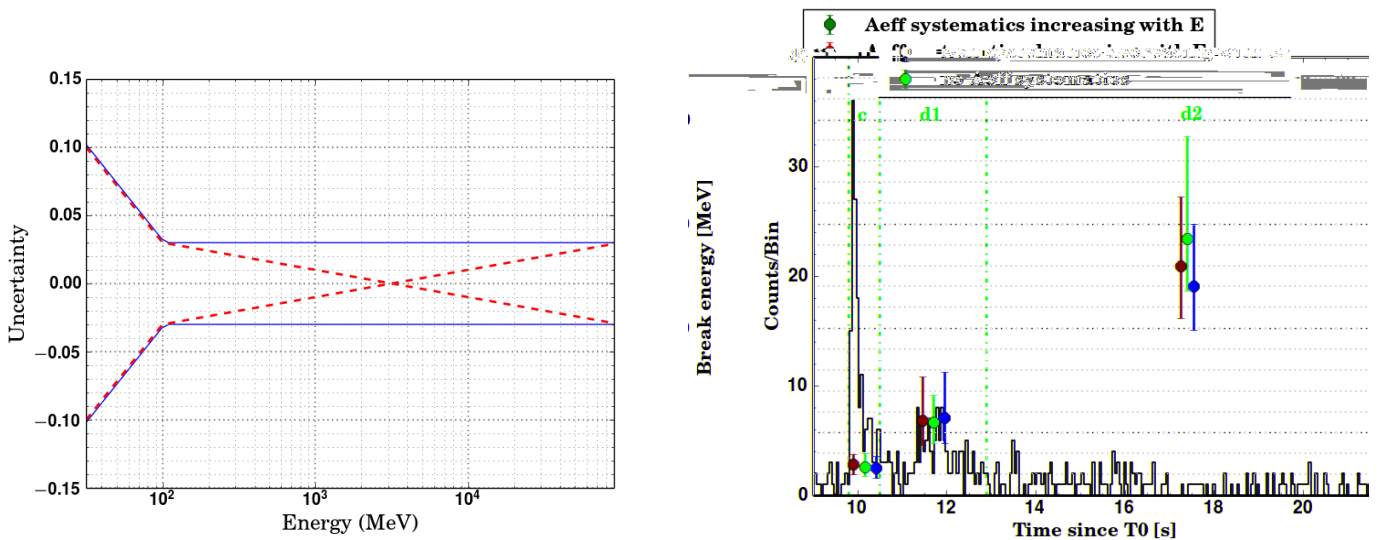 0.15
0.10
0.05
0.00
−0.05
−0.10
−0.15
Uncertainty
10² 10³ 10⁴
Energy (MeV)
Aeff systematics increasing with E
c d1 d2
30
20
10
0
Break energy [MeV]
Counts/Bin
10 12 14 16 18 20
Time since T0 [s]